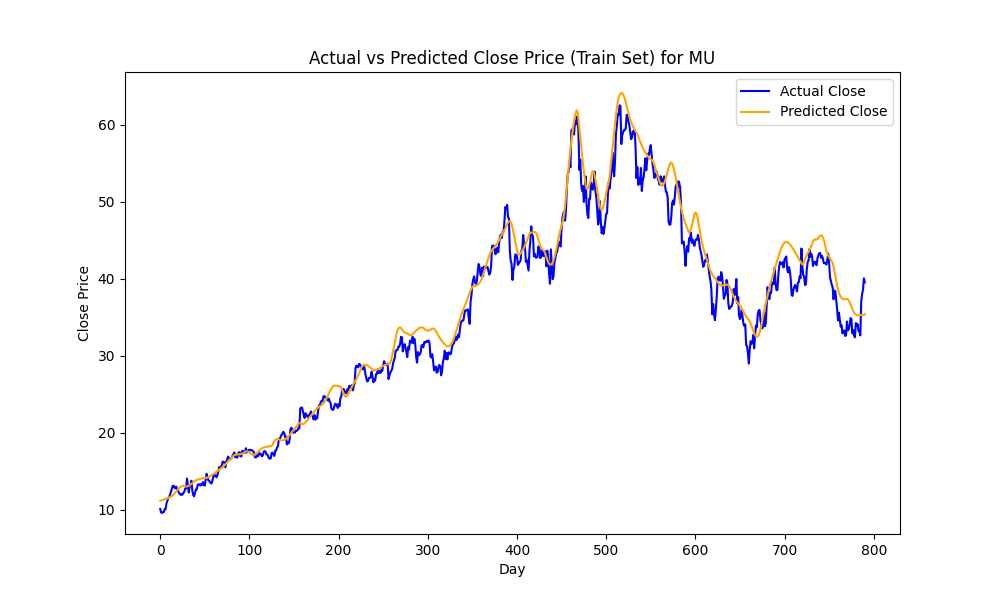 Actual vs Predicted Close Price (Train Set) for MU
Actual Close
Predicted Close
Close Price
60
50
40
30
20
10
0 100 200 300 400 500 600 700 800
Day